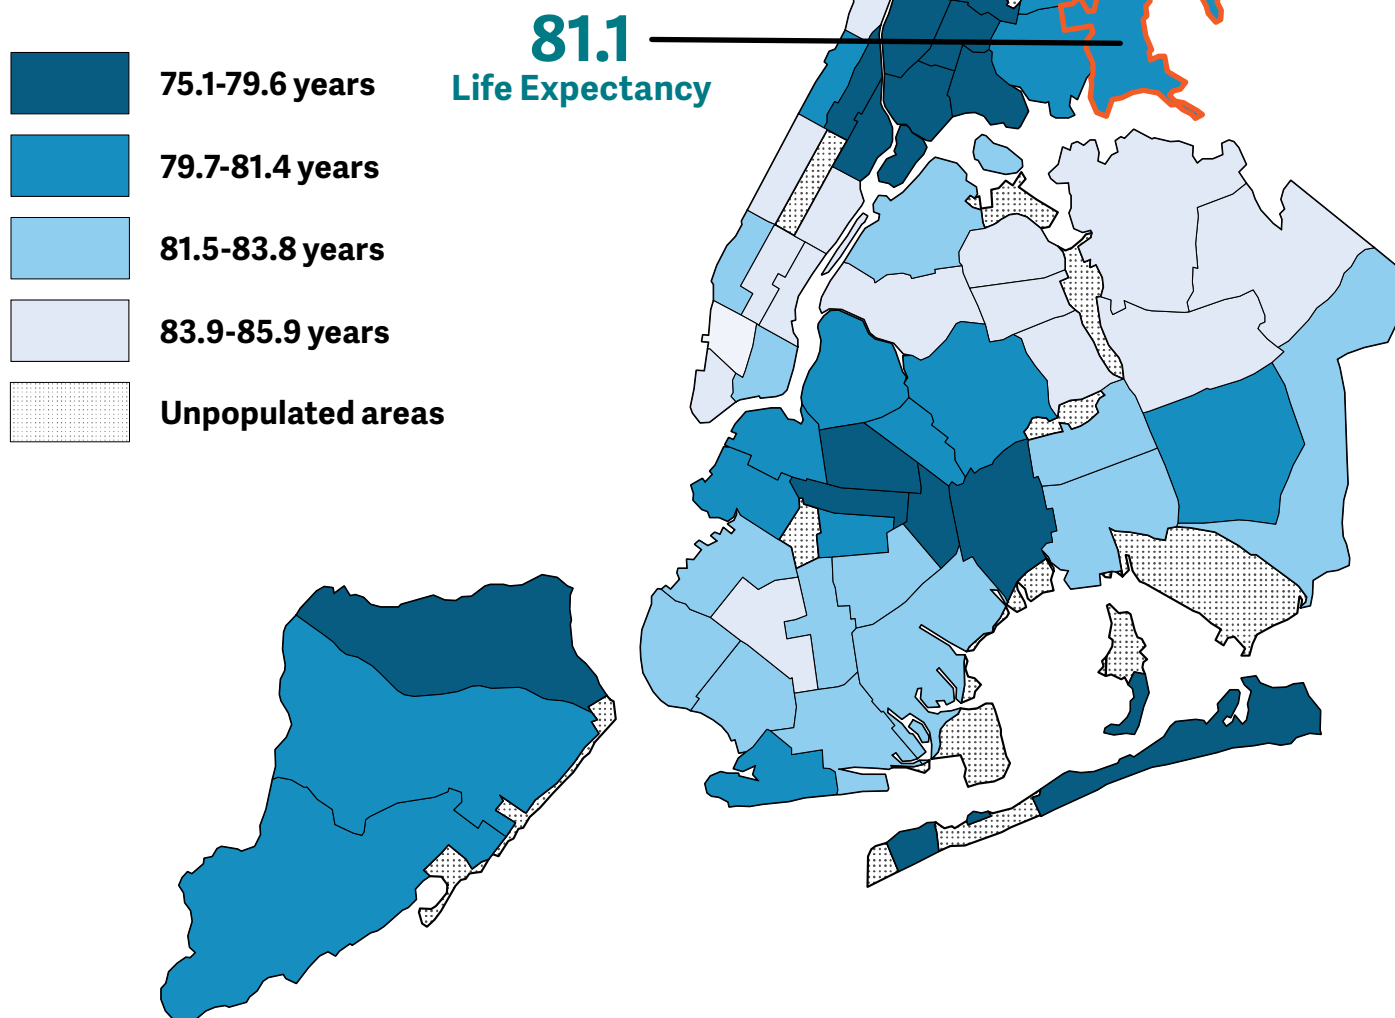 81.1
Life Expectancy
75.1-79.6 years
79.7-81.4 years
81.5-83.8 years
83.9-85.9 years
Unpopulated areas